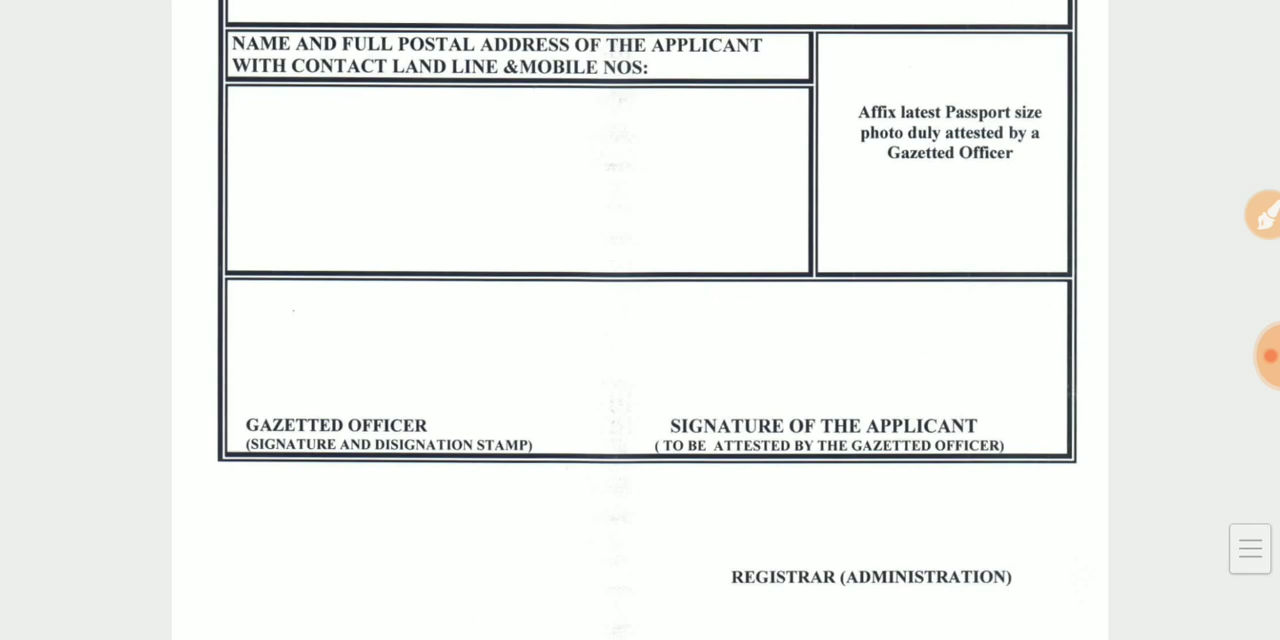 NAME AND FULL POSTAL ADDRESS OF THE APPLICANT
WITH CONTACT LAND LINE &MOBILE NOS:
Affix latest Passport size
photo duly attested by a
Gazetted Officer
GAZETTED OFFICER
(SIGNATURE AND DISIGNATION STAMP)
SIGNATURE OF THE APPLICANT
( TO BE ATTESTED BY THE GAZETTED OFFICER)
REGISTRAR (ADMINISTRATION)